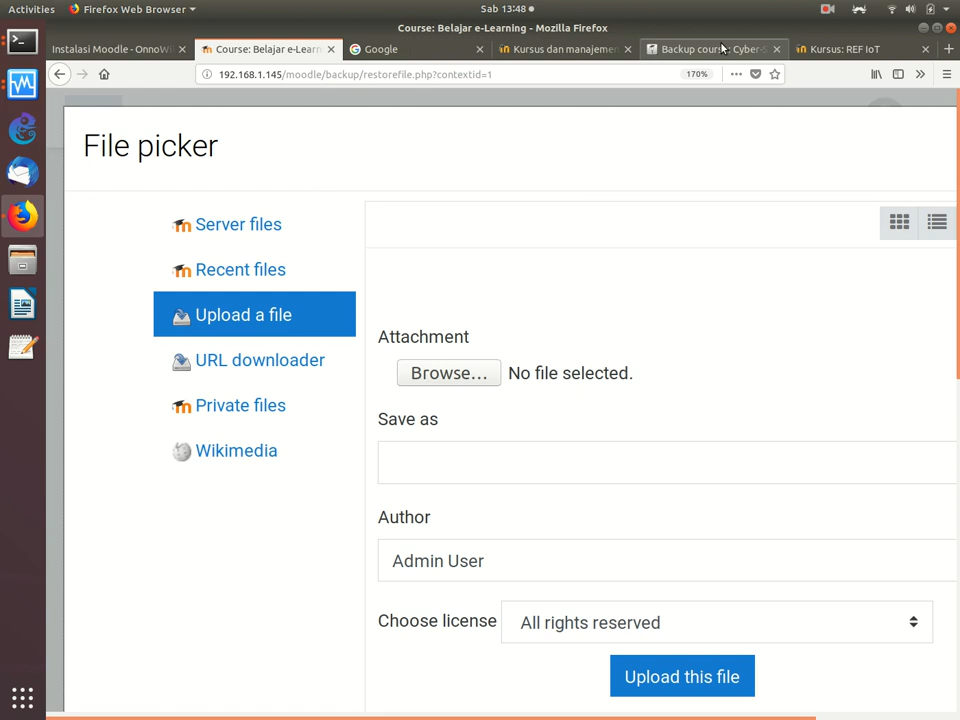 Activities
Firefox Web Browser
Sab 13:48
Course: Belajar e-Learning - Mozilla Firefox
Instalasi Moodle - OnnoWi
Course: Belajar e-Learn
Google
Kursus dan manajemen
Backup course: Cyber-S
Kursus: REF IoT
192.168.1.145/moodle/backup/restorefile.php?contextid=1
170%
File picker
Server files
Recent files
Upload a file
URL downloader
Private files
Wikimedia
Attachment
Browse...
No file selected.
Save as
Author
Admin User
Choose license
All rights reserved
Upload this file